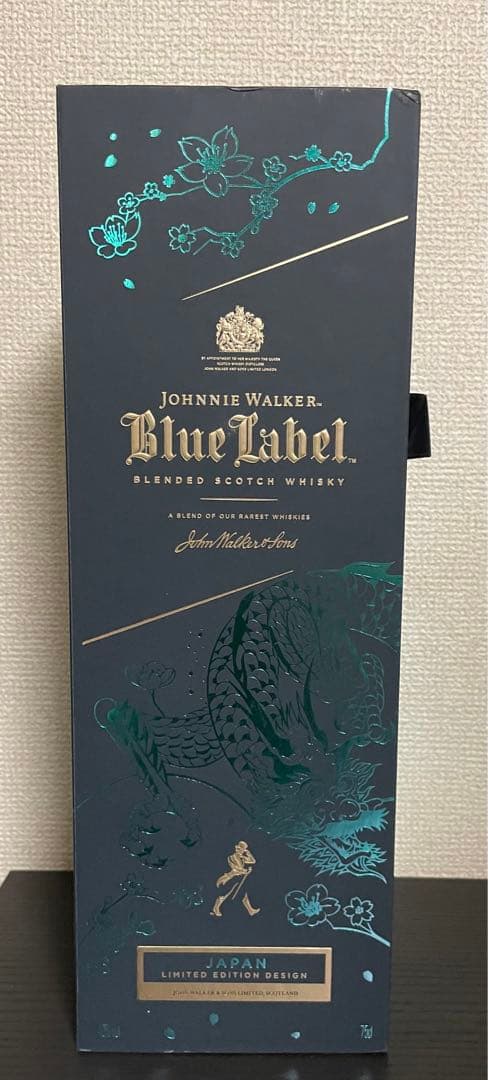 BY APPOINTMENT TO HER MAJESTY THE QUEEN
SCOTCH WHISKY DISTILLERS
JOHN WALKER AND SONS LIMITED LONDON
JOHNNIE WALKER™
Blue Label™
BLENDED SCOTCH WHISKY
A BLEND OF OUR RAREST WHISKIES
John Walker & Sons
JAPAN
LIMITED EDITION DESIGN
JOHN WALKER & SONS LIMITED, SCOTLAND
75cl